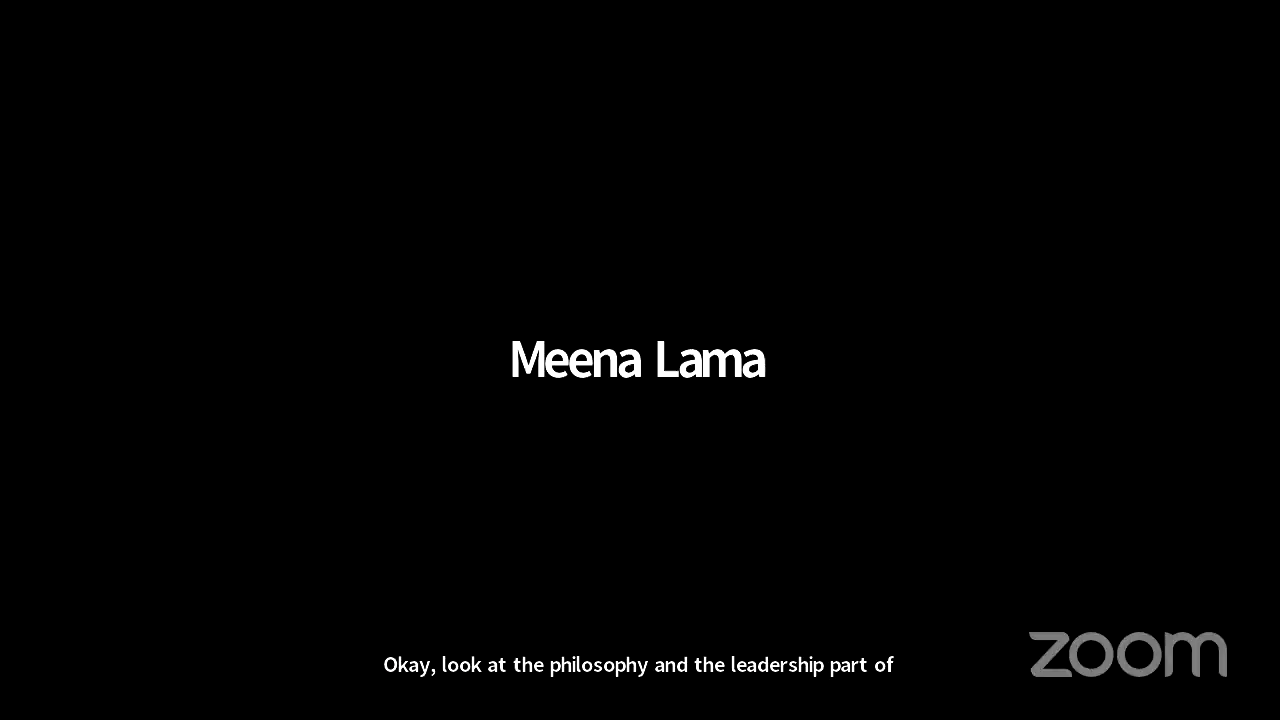 Meena Lama
Okay, look at the philosophy and the leadership part of
zoom